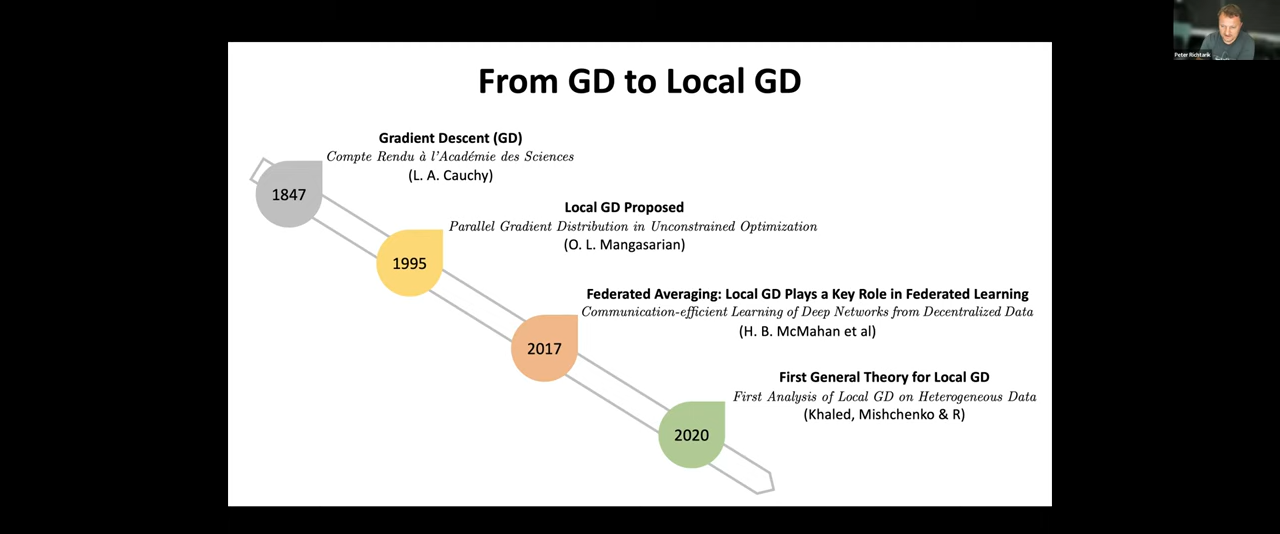 Peter Richtarik
From GD to Local GD
Gradient Descent (GD)
Compte Rendu à l'Académie des Sciences
(L. A. Cauchy)
1847
Local GD Proposed
Parallel Gradient Distribution in Unconstrained Optimization
(O. L. Mangasarian)
1995
Federated Averaging: Local GD Plays a Key Role in Federated Learning
Communication-efficient Learning of Deep Networks from Decentralized Data
(H. B. McMahan et al)
2017
First General Theory for Local GD
First Analysis of Local GD on Heterogeneous Data
(Khaled, Mishchenko & R)
2020